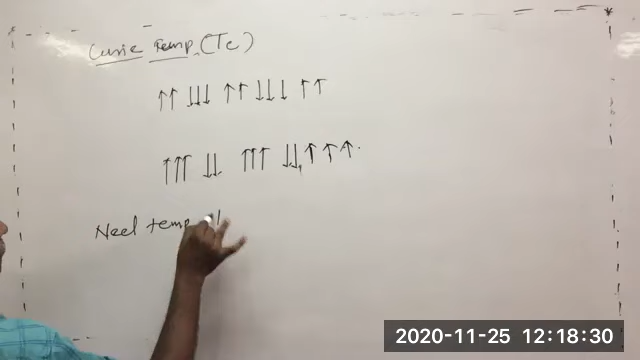 Curie Temp. (Tc)
↑↑ ↓↓↓ ↑↑ ↓↓↓ ↑↑
↑↑↑ ↓↓ ↑↑↑ ↓↓, ↑↑↑.
Neel temp
2020-11-25 12:18:30